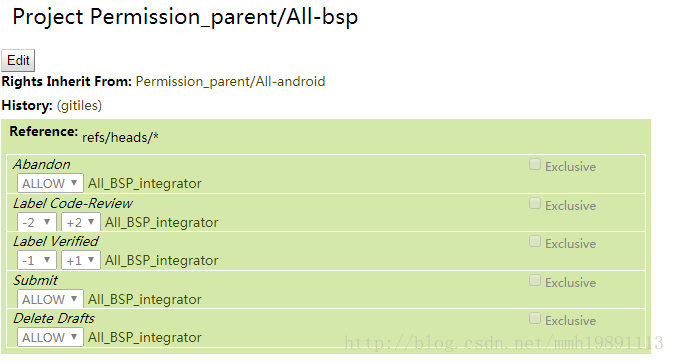 Project Permission_parent/All-bsp
Edit
Rights Inherit From: Permission_parent/All-android
History: (gitiles)
Reference: refs/heads/*
Abandon Exclusive
ALLOW All_BSP_integrator
Label Code-Review Exclusive
-2 +2 All_BSP_integrator
Label Verified Exclusive
-1 +1 All_BSP_integrator
Submit Exclusive
ALLOW All_BSP_integrator
Delete Drafts Exclusive
ALLOW All_BSP_integrator
http://blog.csdn.net/mmh19891113